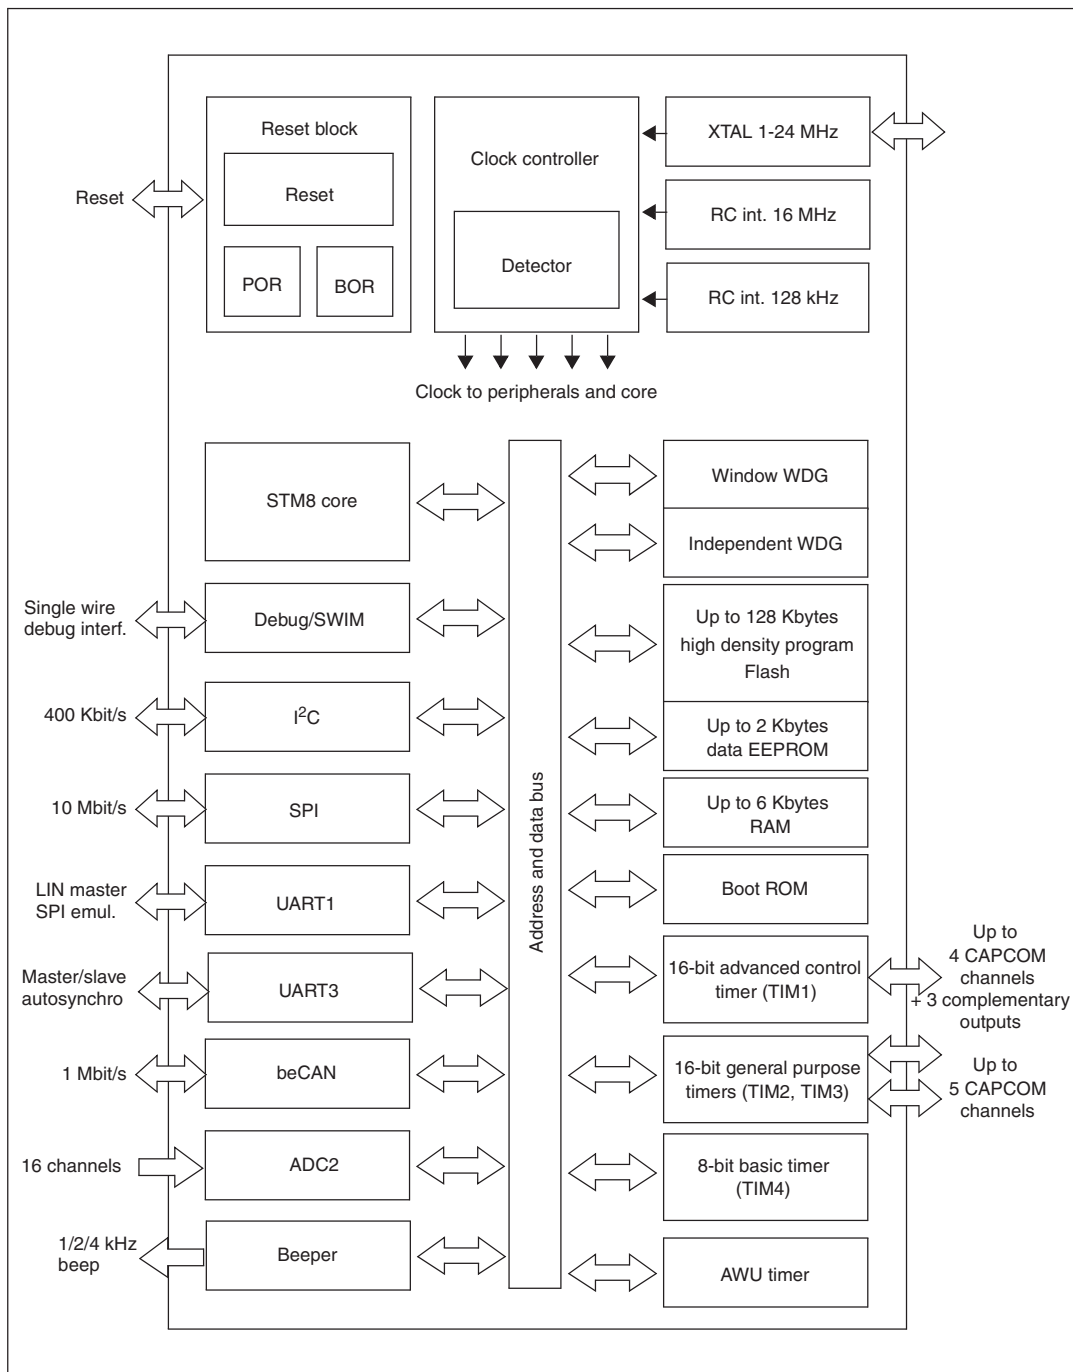 Reset block
Reset
POR
BOR
Reset
Clock controller
Detector
XTAL 1-24 MHz
RC int. 16 MHz
RC int. 128 kHz
Clock to peripherals and core
STM8 core
Single wire
debug interf.
Debug/SWIM
400 Kbit/s
I²C
10 Mbit/s
SPI
LIN master
SPI emul.
UART1
Master/slave
autosynchro
UART3
1 Mbit/s
beCAN
16 channels
ADC2
1/2/4 kHz
beep
Beeper
Address and data bus
Window WDG
Independent WDG
Up to 128 Kbytes
high density program
Flash
Up to 2 Kbytes
data EEPROM
Up to 6 Kbytes
RAM
Boot ROM
16-bit advanced control
timer (TIM1)
Up to
4 CAPCOM
channels
+ 3 complementary
outputs
16-bit general purpose
timers (TIM2, TIM3)
Up to
5 CAPCOM
channels
8-bit basic timer
(TIM4)
AWU timer